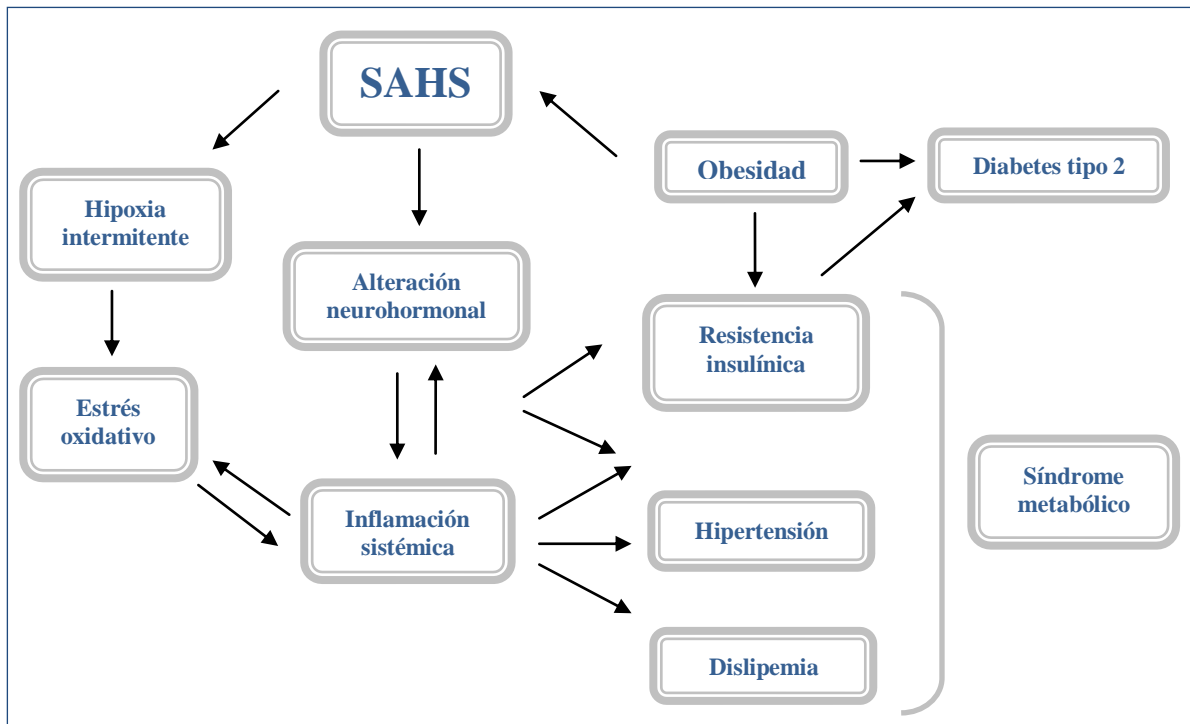 SAHS
Obesidad
Diabetes tipo 2
Hipoxia
intermitente
Alteración
neurohormonal
Resistencia
insulínica
Estrés
oxidativo
Síndrome
metabólico
Inflamación
sistémica
Hipertensión
Dislipemia